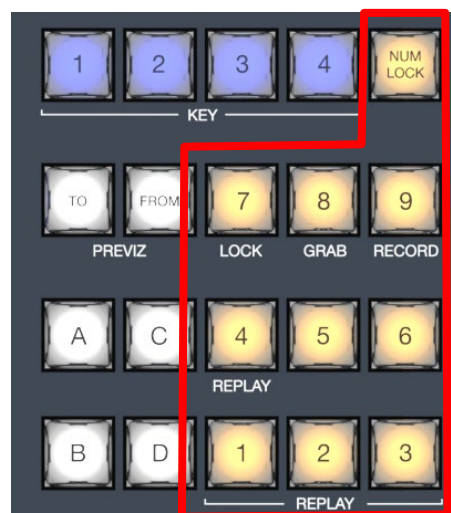 1 2 3 4 NUM LOCK
KEY
TO FROM 7 8 9
PREVIZ LOCK GRAB RECORD
A C 4 5 6
REPLAY
B D 1 2 3
REPLAY